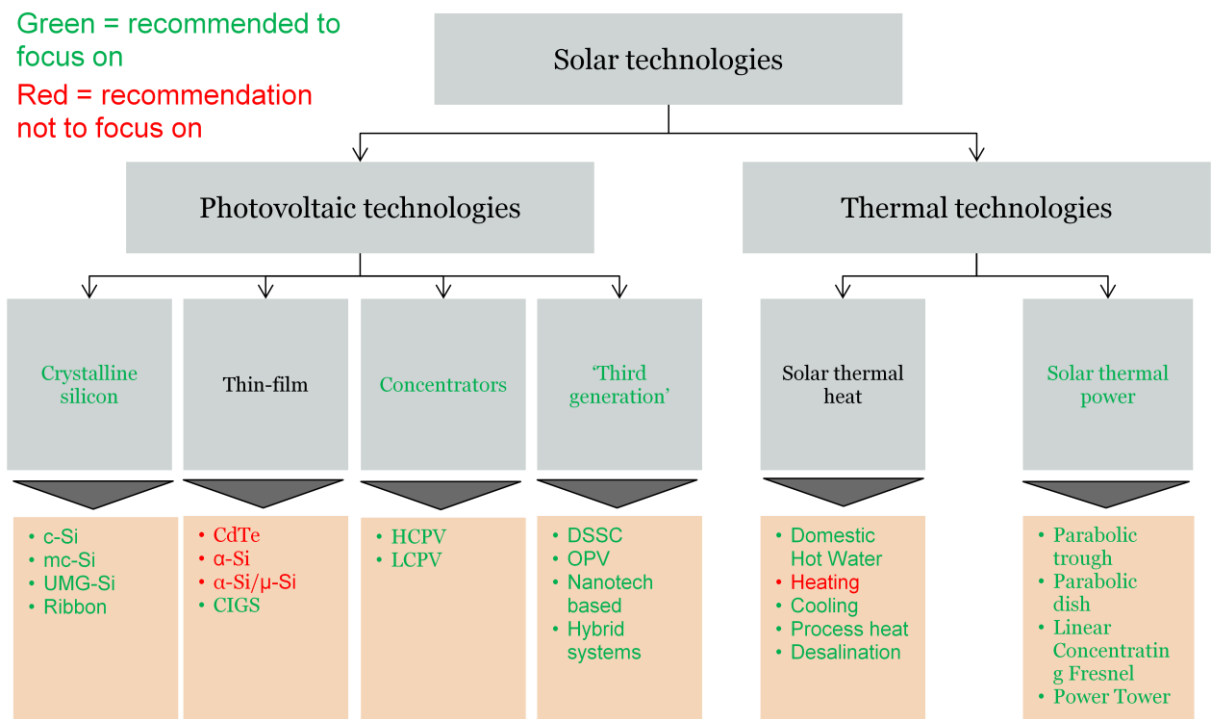 Green = recommended to
focus on
Red = recommendation
not to focus on
Solar technologies
Photovoltaic technologies
Thermal technologies
Crystalline
silicon
Thin-film
Concentrators
‘Third
generation’
Solar thermal
heat
Solar thermal
power
• c-Si
• mc-Si
• UMG-Si
• Ribbon
• CdTe
• α-Si
• α-Si/μ-Si
• CIGS
• HCPV
• LCPV
• DSSC
• OPV
• Nanotech
based
• Hybrid
systems
• Domestic
Hot Water
• Heating
• Cooling
• Process heat
• Desalination
• Parabolic
trough
• Parabolic
dish
• Linear
Concentratin
g Fresnel
• Power Tower